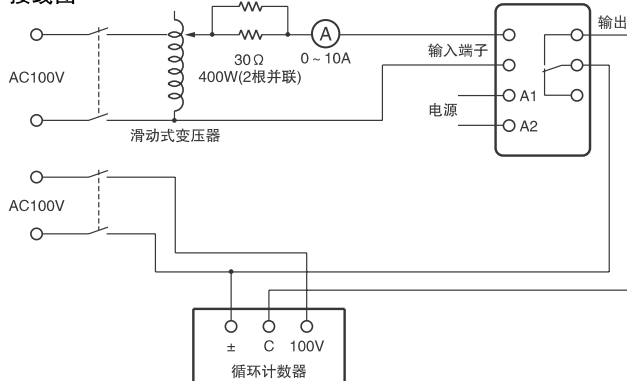 接线图
AC100V
30Ω
400W(2根并联)
A
0~10A
滑动式变压器
输入端子
电源
A1
A2
输出
AC100V
± C 100V
循环计数器